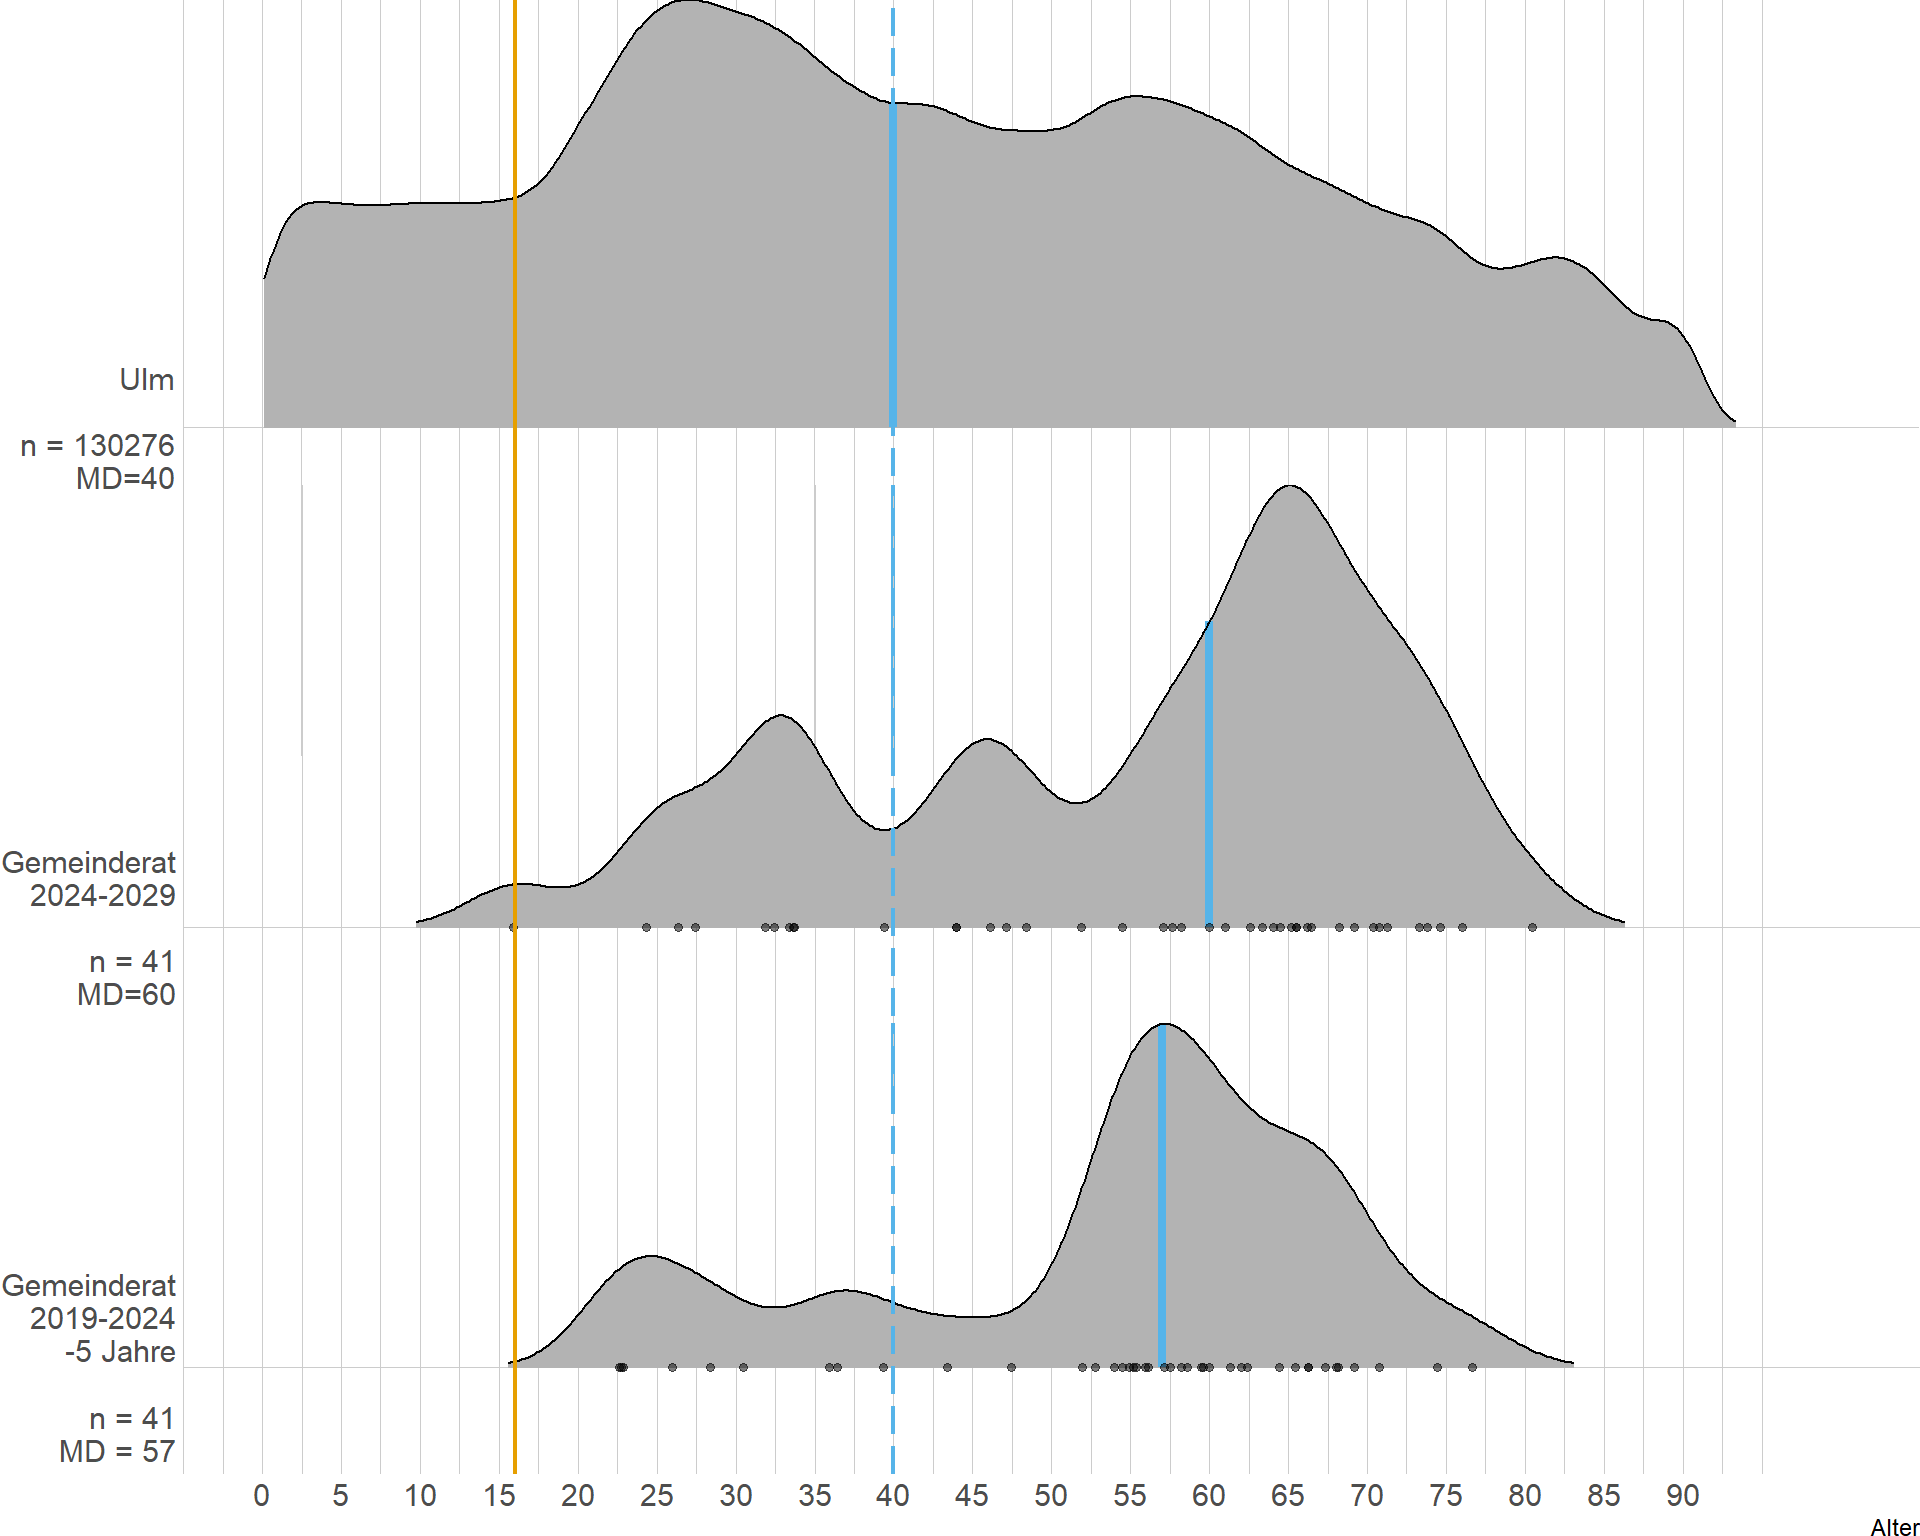 Ulm
n = 130276
MD=40
Gemeinderat
2024-2029
n = 41
MD=60
Gemeinderat
2019-2024
-5 Jahre
n = 41
MD = 57
0 5 10 15 20 25 30 35 40 45 50 55 60 65 70 75 80 85 90
Alter